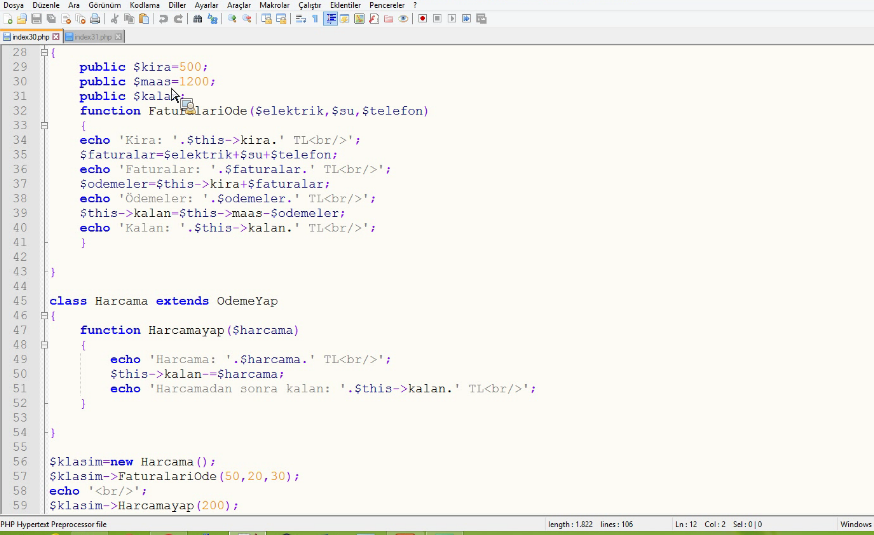 Dosya Düzenle Ara Görünüm Kodlama Diller Ayarlar Araçlar Makrolar Çalıştır Eklentiler Pencereler ?
index30.php index31.php
28 {
29 public $kira=500;
30 public $maas=1200;
31 public $kalan;
32 function FaturalariOde($elektrik,$su,$telefon)
33 {
34 echo 'Kira: '.$this->kira.' TL<br/>';
35 $faturalar=$elektrik+$su+$telefon;
36 echo 'Faturalar: '.$faturalar.' TL<br/>';
37 $odemeler=$this->kira+$faturalar;
38 echo 'Ödemeler: '.$odemeler.' TL<br/>';
39 $this->kalan=$this->maas-$odemeler;
40 echo 'Kalan: '.$this->kalan.' TL<br/>';
41 }
42
43 }
44
45 class Harcama extends OdemeYap
46 {
47 function Harcamayap($harcama)
48 {
49 echo 'Harcama: '.$harcama.' TL<br/>';
50 $this->kalan-=$harcama;
51 echo 'Harcamadan sonra kalan: '.$this->kalan.' TL<br/>';
52 }
53
54 }
55
56 $klasim=new Harcama();
57 $klasim->FaturalariOde(50,20,30);
58 echo '<br/>';
59 $klasim->Harcamayap(200);
PHP Hypertext Preprocessor file length : 1.822 lines : 106 Ln : 12 Col : 2 Sel : 0 | 0 Windows